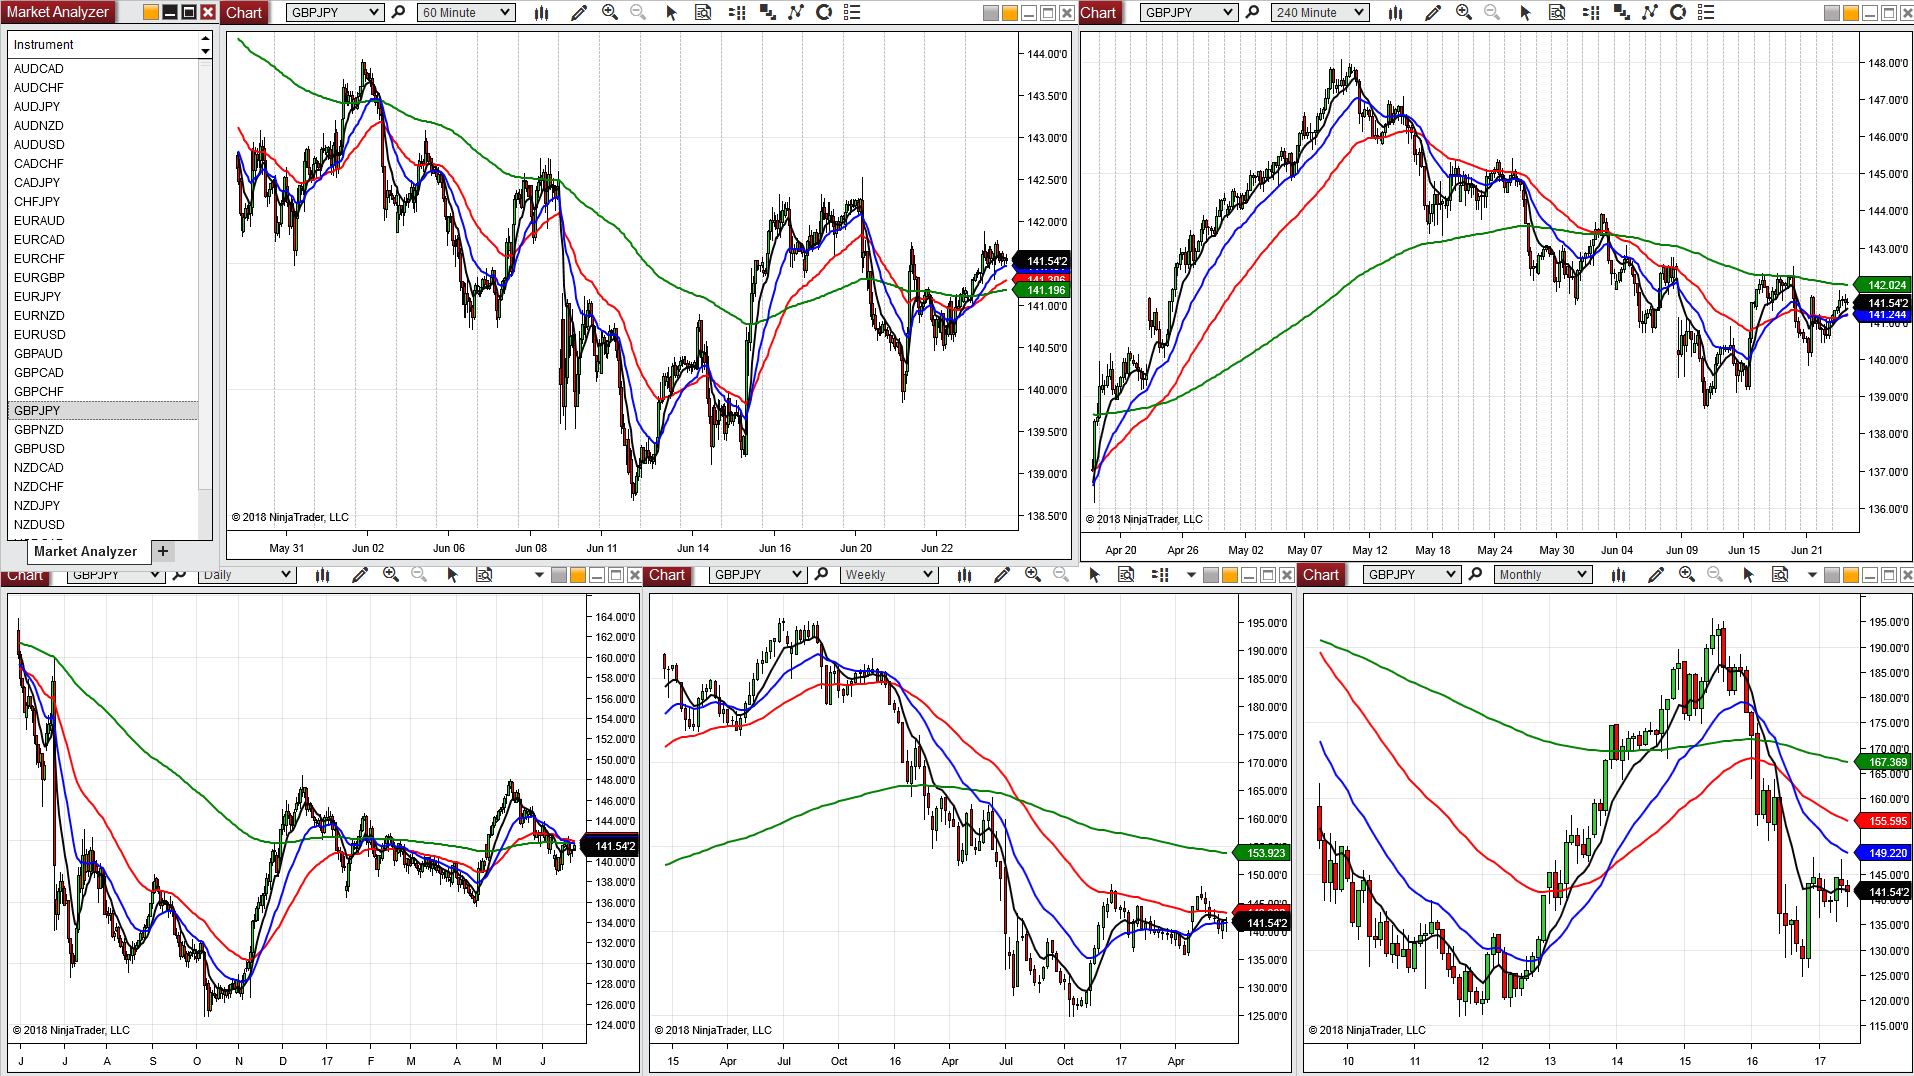 Market Analyzer
Instrument
AUDCAD
AUDCHF
AUDJPY
AUDNZD
AUDUSD
CADCHF
CADJPY
CHFJPY
EURAUD
EURCAD
EURCHF
EURGBP
EURJPY
EURNZD
EURUSD
GBPAUD
GBPCAD
GBPCHF
GBPJPY
GBPNZD
GBPUSD
NZDCAD
NZDCHF
NZDJPY
NZDUSD
Market Analyzer +
Chart GBPJPY 60 Minute
144.00'0
143.50'0
143.00'0
142.50'0
142.00'0
141.54'2
141.196
141.00'0
140.50'0
140.00'0
139.50'0
139.00'0
138.50'0
© 2018 NinjaTrader, LLC
May 31 Jun 02 Jun 06 Jun 08 Jun 11 Jun 14 Jun 16 Jun 20 Jun 22
Chart GBPJPY 240 Minute
148.00'0
147.00'0
146.00'0
145.00'0
144.00'0
143.00'0
142.024
141.54'2
141.244
140.00'0
139.00'0
138.00'0
137.00'0
136.00'0
© 2018 NinjaTrader, LLC
Apr 20 Apr 26 May 02 May 07 May 12 May 18 May 24 May 30 Jun 04 Jun 09 Jun 15 Jun 21
Chart GBPJPY Daily
164.00'0
162.00'0
160.00'0
158.00'0
156.00'0
154.00'0
152.00'0
150.00'0
148.00'0
146.00'0
144.00'0
141.54'2
140.00'0
138.00'0
136.00'0
134.00'0
132.00'0
130.00'0
128.00'0
126.00'0
124.00'0
© 2018 NinjaTrader, LLC
J J A S O N D 17 F M A M J
Chart GBPJPY Weekly
195.00'0
190.00'0
185.00'0
180.00'0
175.00'0
170.00'0
165.00'0
160.00'0
155.00'0
153.923
150.00'0
145.00'0
141.54'2
140.00'0
135.00'0
130.00'0
125.00'0
© 2018 NinjaTrader, LLC
15 Apr Jul Oct 16 Apr Jul Oct 17 Apr
Chart GBPJPY Monthly
195.00'0
190.00'0
185.00'0
180.00'0
175.00'0
170.00'0
167.369
165.00'0
160.00'0
155.595
149.220
145.00'0
141.54'2
140.00'0
135.00'0
130.00'0
125.00'0
120.00'0
115.00'0
© 2018 NinjaTrader, LLC
10 11 12 13 14 15 16 17